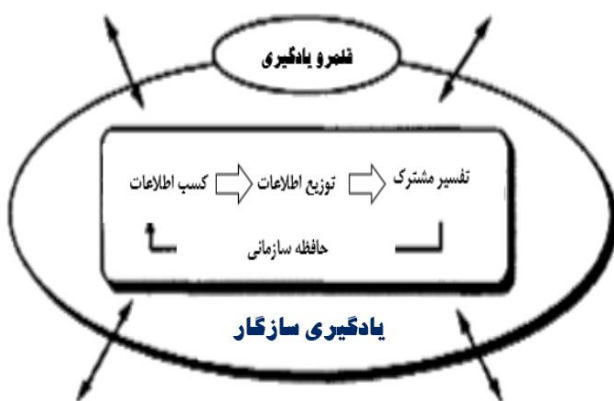 قلمرو یادگیری
کسب اطلاعات
توزیع اطلاعات
تفسیر مشترک
حافظه سازمانی
یادگیری سازگار